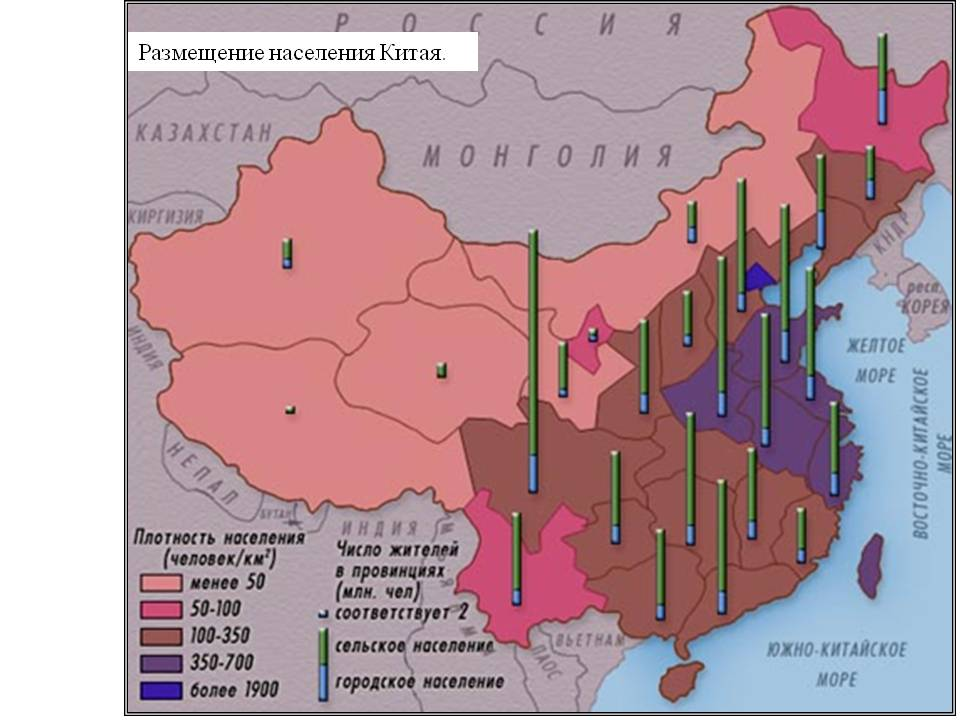 РОССИЯ
Размещение населения Китая.
КАЗАХСТАН
МОНГОЛИЯ
КИРГИЗИЯ
КНДР
респ.
КОРЕЯ
ИНДИЯ
ЖЕЛТОЕ
МОРЕ
ВОСТОЧНО-КИТАЙСКОЕ
МОРЕ
НЕПАЛ
БУТАН
ИНДИЯ
Плотность населения
(человек/км²)
менее 50
50-100
100-350
350-700
более 1900
Число жителей
в провинциях
(млн. чел)
соответствует 2
сельское население
городское население
ВЬЕТНАМ
ЛАОС
ЮЖНО-КИТАЙСКОЕ
МОРЕ